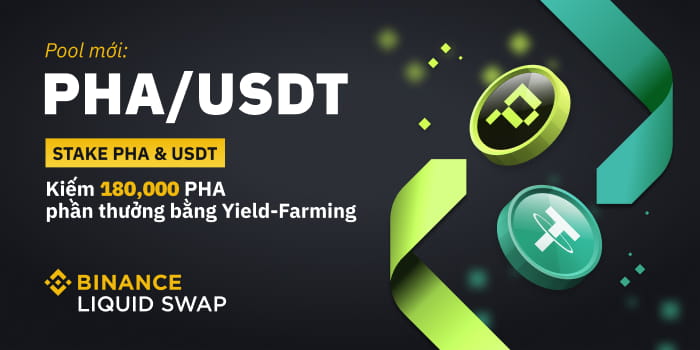 Pool mới:
PHA/USDT
STAKE PHA & USDT
Kiếm 180,000 PHA
phần thưởng bằng Yield-Farming
BINANCE
LIQUID SWAP